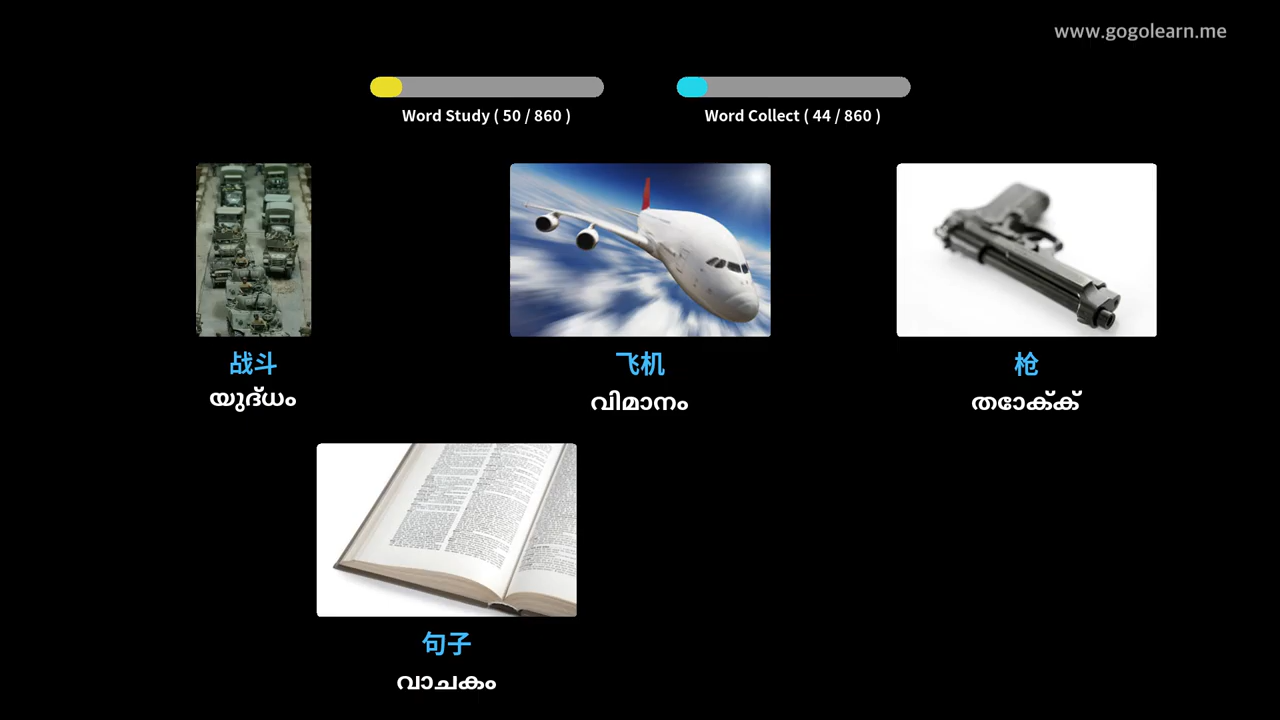 www.gogolearn.me
Word Study ( 50 / 860 )
Word Collect ( 44 / 860 )
战斗
യുദ്ധം
飞机
വിമാനം
枪
തോക്ക്
句子
വാചകം